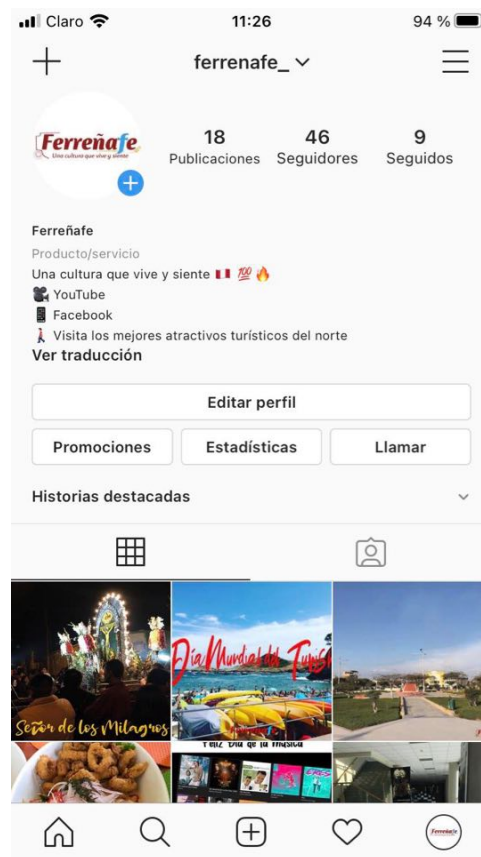 Claro 11:26 94 %
ferrenafe_
Ferreñafe
Una cultura que vive y siente
18 46 9
Publicaciones Seguidores Seguidos
Ferreñafe
Producto/servicio
Una cultura que vive y siente 🇵🇪 💯 🔥
🎥 YouTube
📱 Facebook
🚶 Visita los mejores atractivos turísticos del norte
Ver traducción
Editar perfil
Promociones Estadísticas Llamar
Historias destacadas
Señor de los Milagros
Día Mundial del
Feliz Día de la música
Ferreñafe